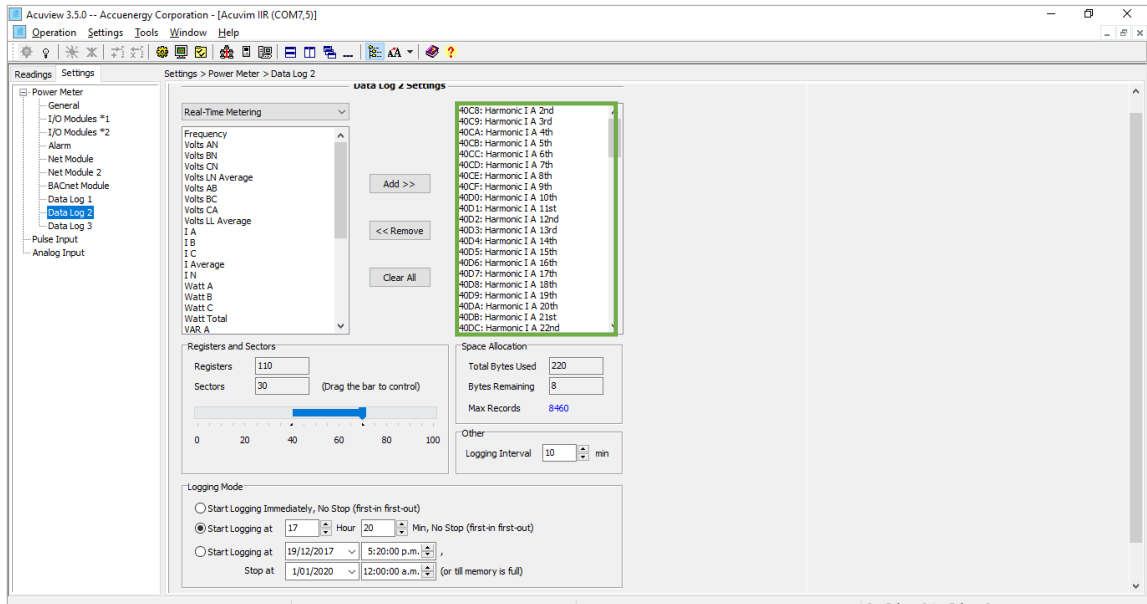 Acuview 3.5.0 -- Accuenergy Corporation - [Acuvim IIR (COM7,5)]
Operation Settings Tools Window Help
Readings Settings
Settings > Power Meter > Data Log 2
Power Meter
General
I/O Modules *1
I/O Modules *2
Alarm
Net Module
Net Module 2
BACnet Module
Data Log 1
Data Log 2
Data Log 3
Pulse Input
Analog Input
Data Log 2 Settings
Real-Time Metering
Frequency
Volts AN
Volts BN
Volts CN
Volts LN Average
Volts AB
Volts BC
Volts CA
Volts LL Average
I A
I B
I C
I Average
I N
Watt A
Watt B
Watt C
Watt Total
VAR A
Add >>
<< Remove
Clear All
40C8: Harmonic I A 2nd
40C9: Harmonic I A 3rd
40CA: Harmonic I A 4th
40CB: Harmonic I A 5th
40CC: Harmonic I A 6th
40CD: Harmonic I A 7th
40CE: Harmonic I A 8th
40CF: Harmonic I A 9th
40D0: Harmonic I A 10th
40D1: Harmonic I A 11st
40D2: Harmonic I A 12nd
40D3: Harmonic I A 13rd
40D4: Harmonic I A 14th
40D5: Harmonic I A 15th
40D6: Harmonic I A 16th
40D7: Harmonic I A 17th
40D8: Harmonic I A 18th
40D9: Harmonic I A 19th
40DA: Harmonic I A 20th
40DB: Harmonic I A 21st
40DC: Harmonic I A 22nd
Registers and Sectors
Registers 110
Sectors 30 (Drag the bar to control)
0 20 40 60 80 100
Space Allocation
Total Bytes Used 220
Bytes Remaining 8
Max Records 8460
Other
Logging Interval 10 min
Logging Mode
Start Logging Immediately, No Stop (first-in first-out)
Start Logging at 17 Hour 20 Min, No Stop (first-in first-out)
Start Logging at 19/12/2017 5:20:00 p.m. ,
Stop at 1/01/2020 12:00:00 a.m. (or till memory is full)